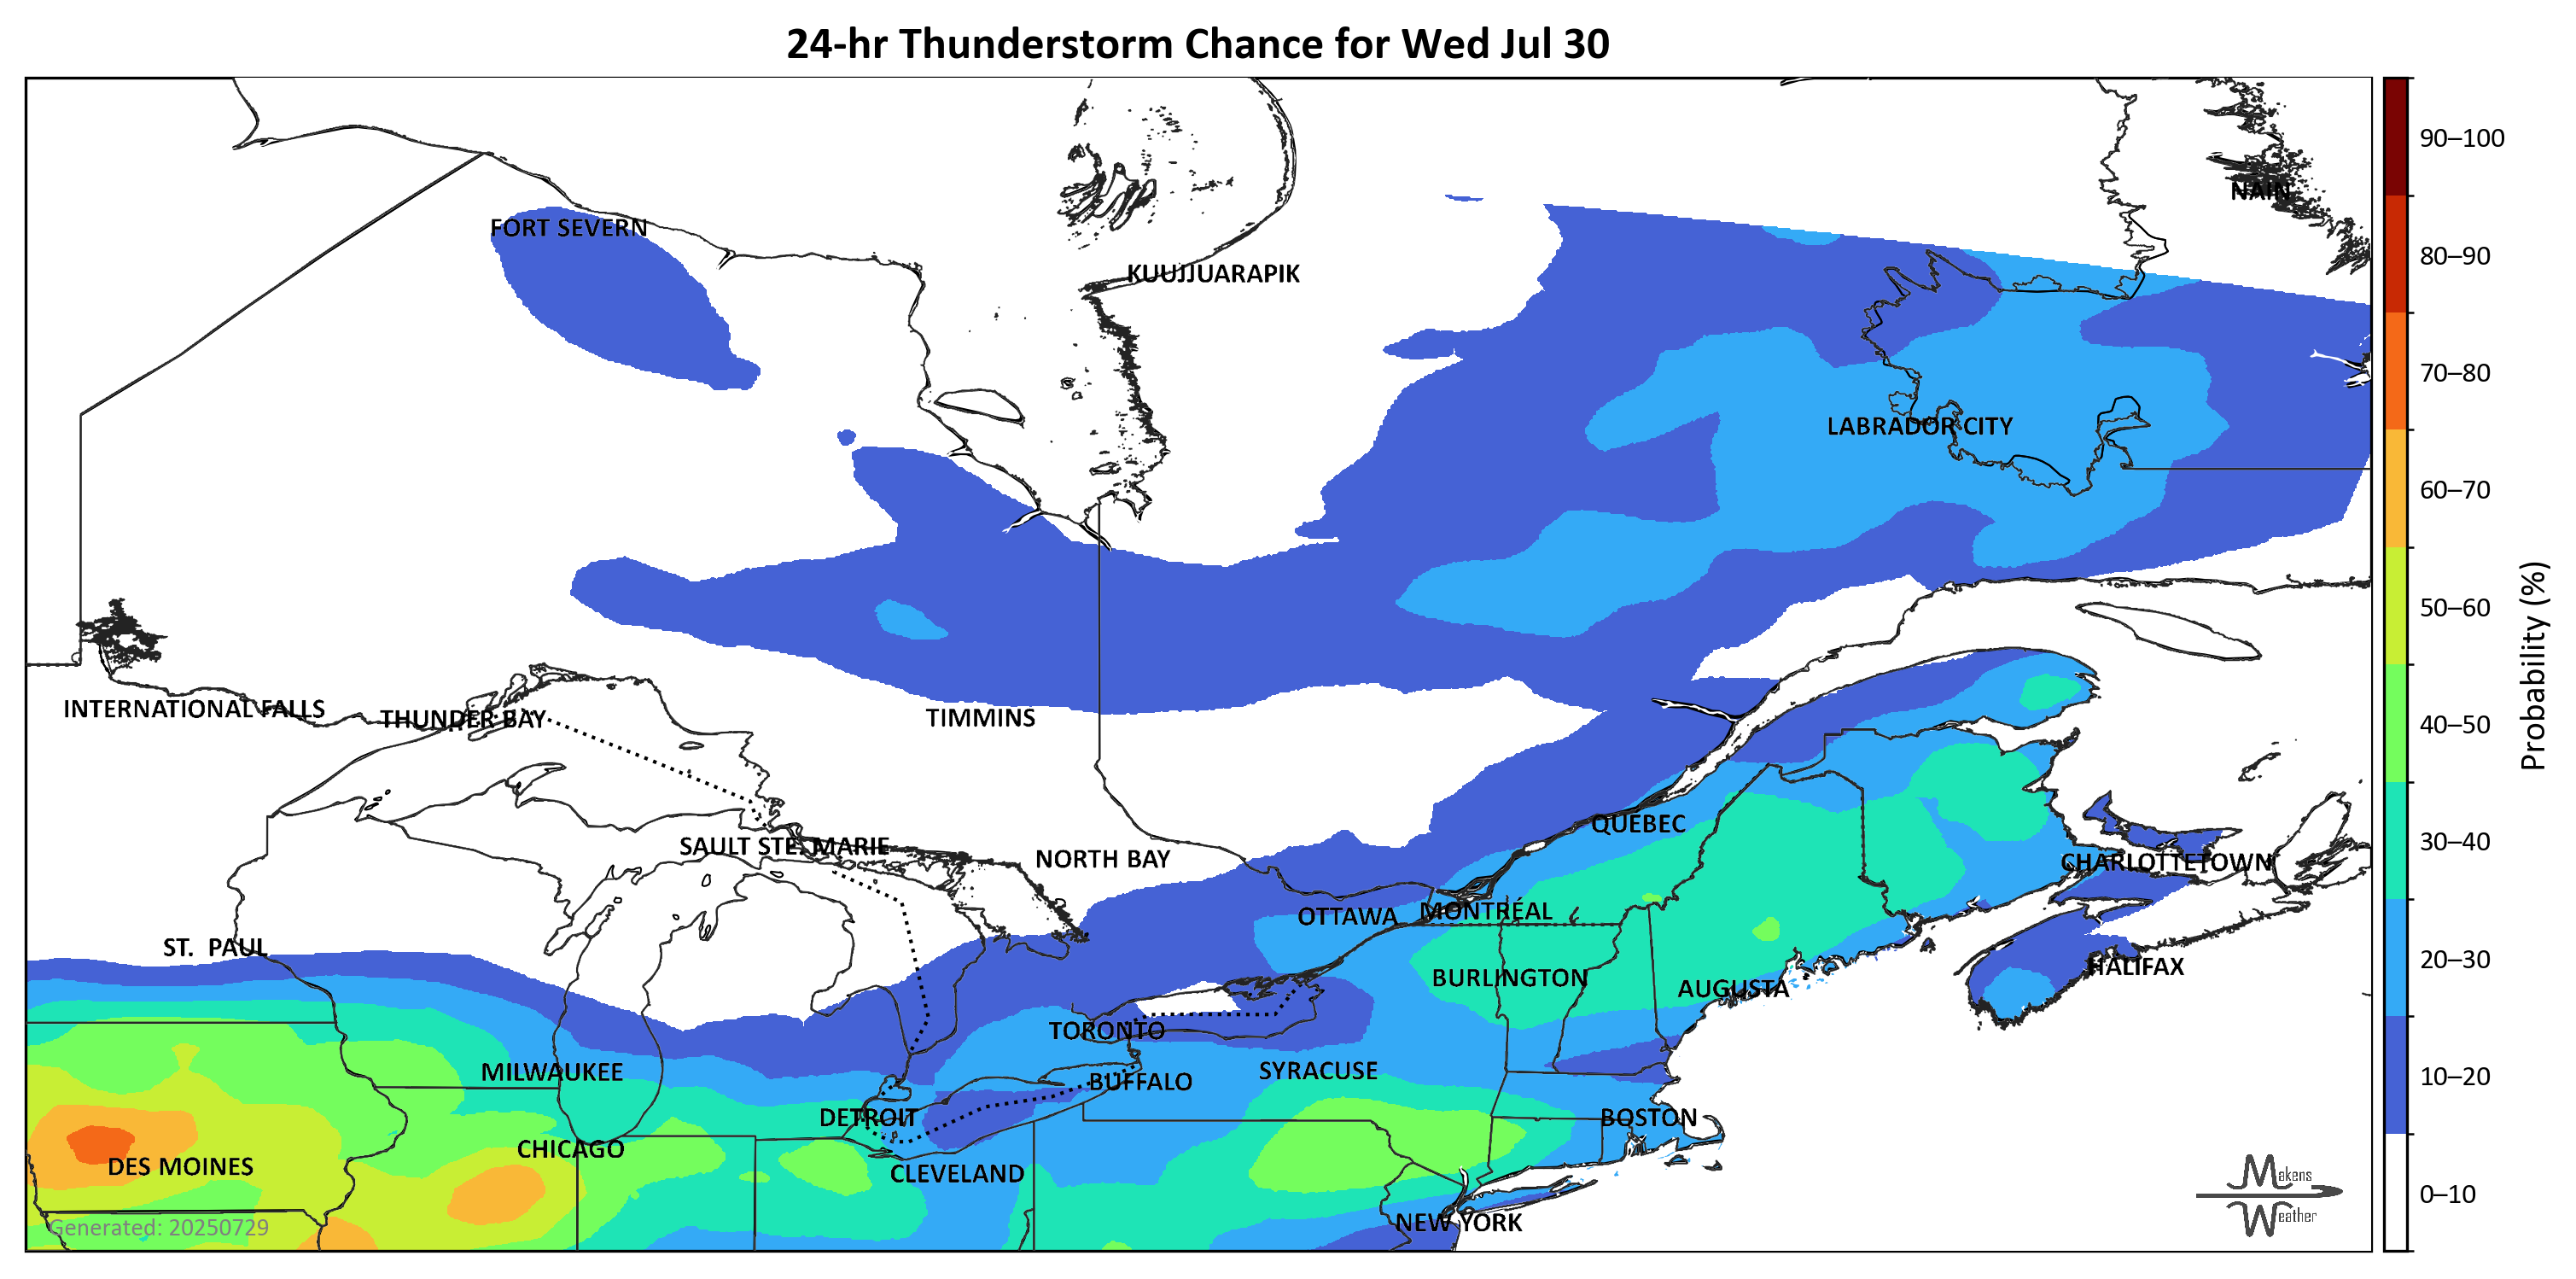 24-hr Thunderstorm Chance for Wed Jul 30
90–100
NAIN
FORT SEVERN
80–90
KUUJJUARAPIK
70–80
LABRADOR CITY
60–70
50–60
Probability (%)
INTERNATIONAL FALLS
THUNDER BAY
TIMMINS
40–50
QUEBEC
SAULT STE. MARIE
NORTH BAY
CHARLOTTETOWN
30–40
OTTAWA
MONTRÉAL
ST. PAUL
HALIFAX
20–30
BURLINGTON
AUGUSTA
TORONTO
MILWAUKEE
BUFFALO
SYRACUSE
10–20
DETROIT
BOSTON
CHICAGO
DES MOINES
CLEVELAND
Makens
Weather
0–10
NEW YORK
Generated: 20250729